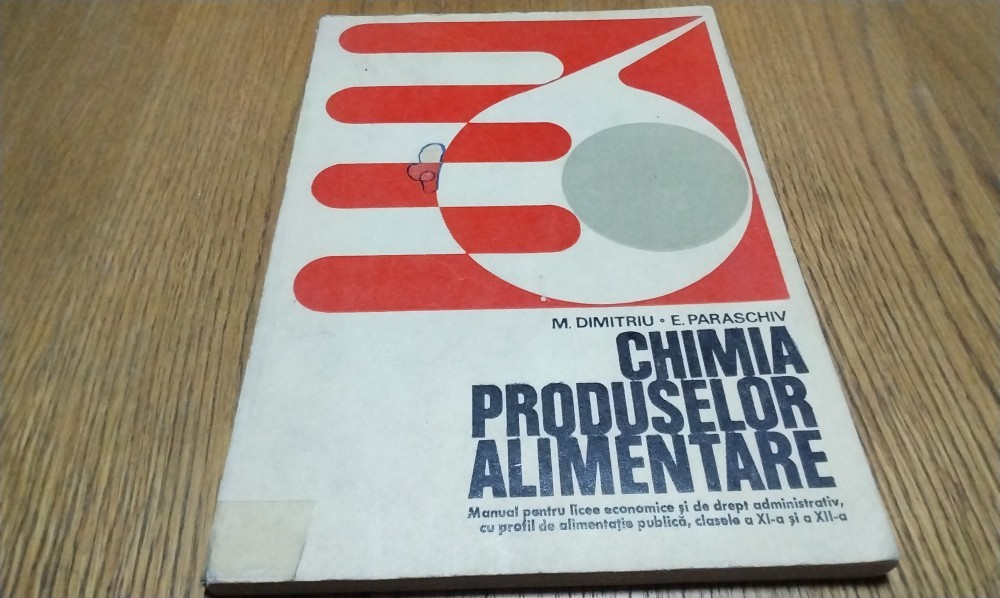 M. DIMITRIU • E. PARASCHIV
CHIMIA
PRODUSELOR
ALIMENTARE
Manual pentru licee economice și de drept administrativ,
cu profil de alimentație publică, clasele a XI-a și a XII-a